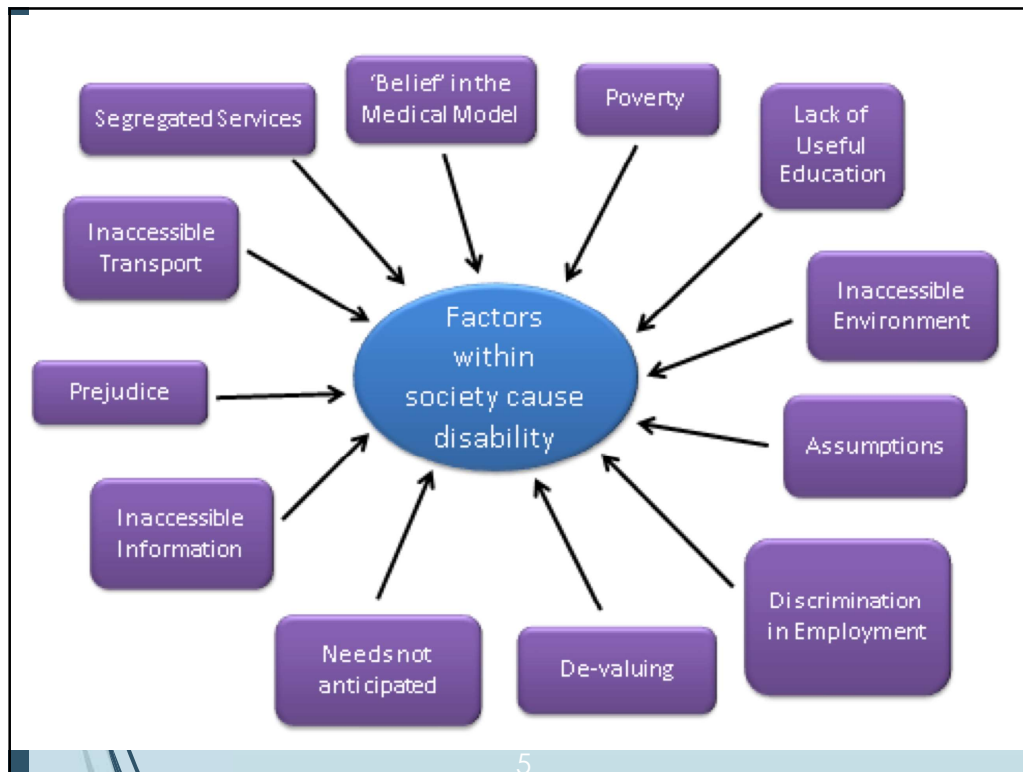 Segregated Services
'Belief' in the
Medical Model
Poverty
Lack of
Useful
Education
Inaccessible
Transport
Inaccessible
Environment
Factors
within
society cause
disability
Prejudice
Assumptions
Inaccessible
Information
Discrimination
in Employment
Needs not
anticipated
De-valuing
5